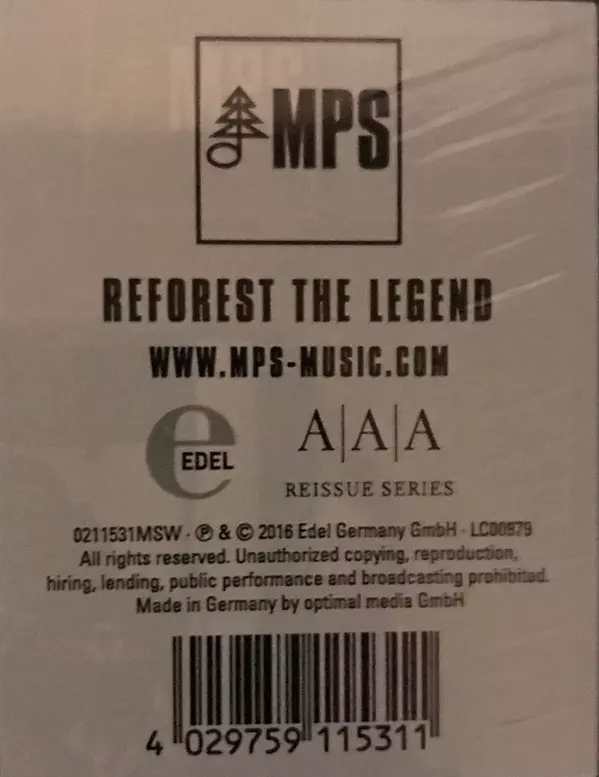 MPS
REFOREST THE LEGEND
WWW.MPS-MUSIC.COM
EDEL
A|A|A
REISSUE SERIES
0211531MSW · ℗ & © 2016 Edel Germany GmbH · LC00979
All rights reserved. Unauthorized copying, reproduction,
hiring, lending, public performance and broadcasting prohibited.
Made in Germany by optimal media GmbH
4 029759 115311